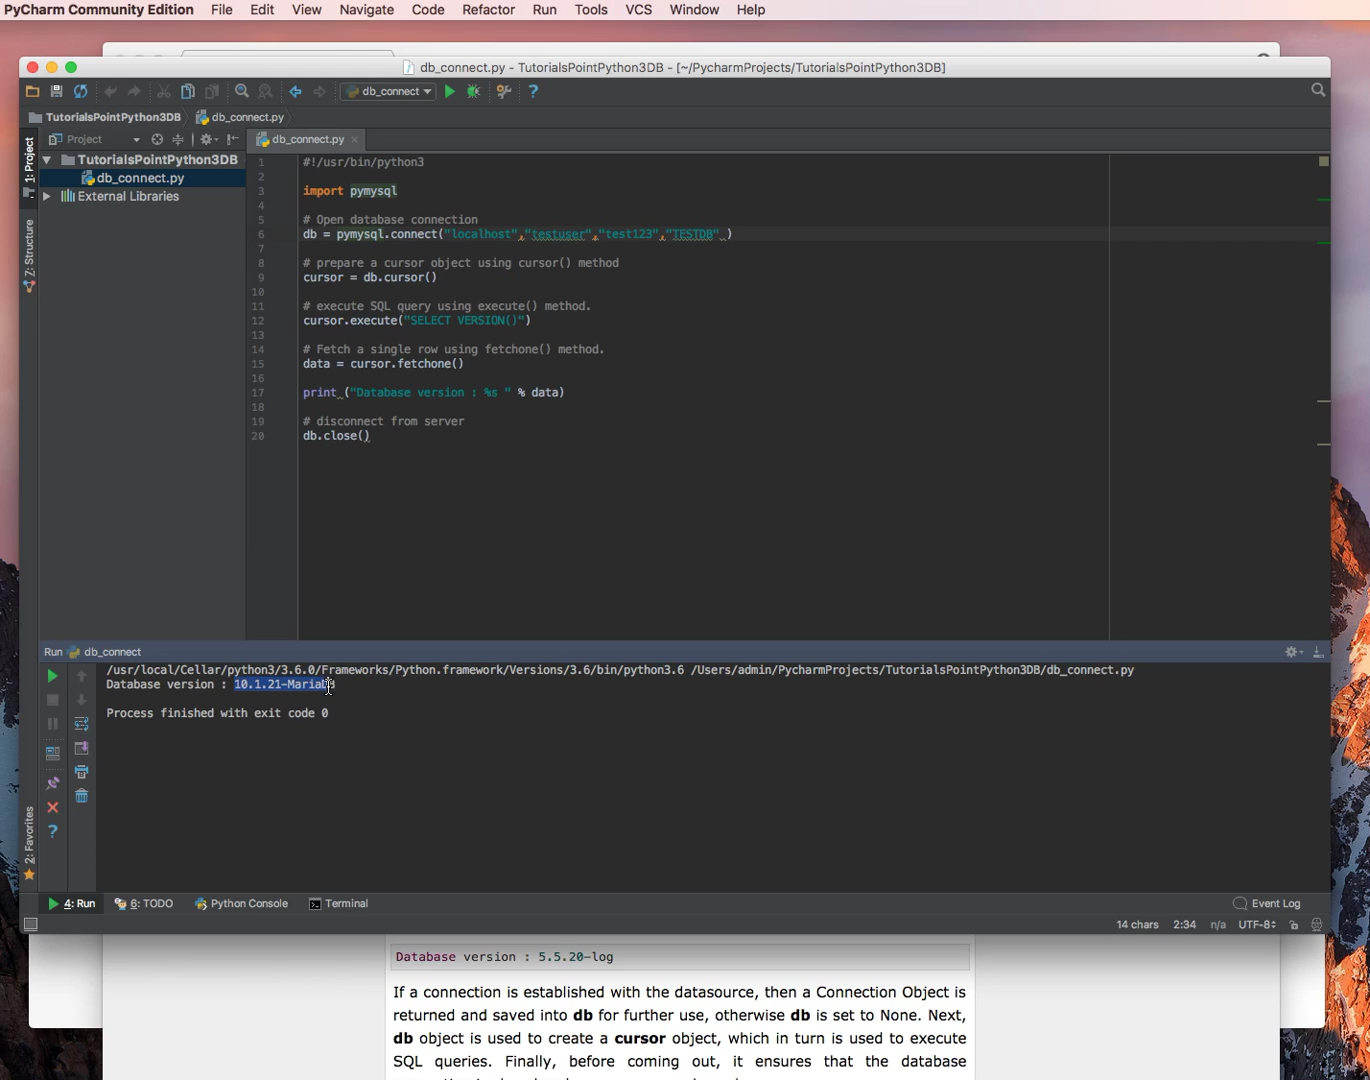 PyCharm Community Edition File Edit View Navigate Code Refactor Run Tools VCS Window Help
db_connect.py - TutorialsPointPython3DB - [~/PycharmProjects/TutorialsPointPython3DB]
db_connect
TutorialsPointPython3DB db_connect.py
Project db_connect.py
1: Project
7: Structure
2: Favorites
TutorialsPointPython3DB
db_connect.py
External Libraries
1 #!/usr/bin/python3
2
3 import pymysql
4
5 # Open database connection
6 db = pymysql.connect("localhost","testuser","test123","TESTDB" )
7
8 # prepare a cursor object using cursor() method
9 cursor = db.cursor()
10
11 # execute SQL query using execute() method.
12 cursor.execute("SELECT VERSION()")
13
14 # Fetch a single row using fetchone() method.
15 data = cursor.fetchone()
16
17 print ("Database version : %s " % data)
18
19 # disconnect from server
20 db.close()
Run db_connect
/usr/local/Cellar/python3/3.6.0/Frameworks/Python.framework/Versions/3.6/bin/python3.6 /Users/admin/PycharmProjects/TutorialsPointPython3DB/db_connect.py
Database version : 10.1.21-MariaDB
Process finished with exit code 0
4: Run 6: TODO Python Console Terminal Event Log
14 chars 2:34 n/a UTF-8
Database version : 5.5.20-log
If a connection is established with the datasource, then a Connection Object is
returned and saved into db for further use, otherwise db is set to None. Next,
db object is used to create a cursor object, which in turn is used to execute
SQL queries. Finally, before coming out, it ensures that the database